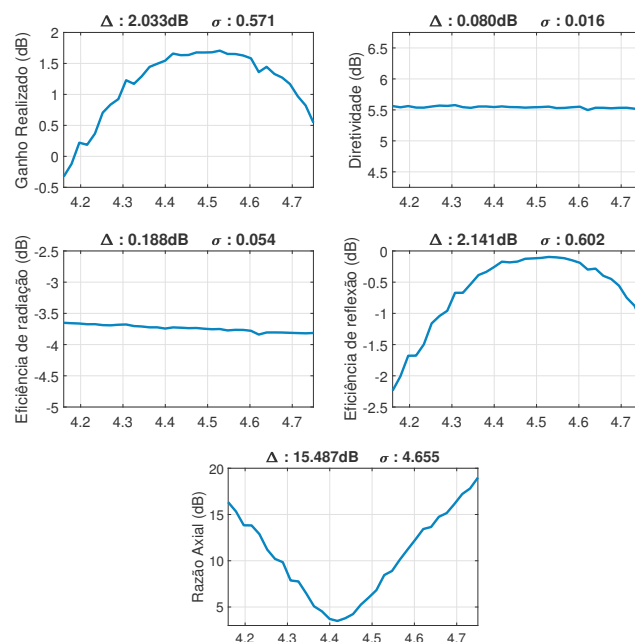 Δ : 2.033dB σ : 0.571
Ganho Realizado (dB)
2
1.5
1
0.5
0
-0.5
4.2 4.3 4.4 4.5 4.6 4.7
Δ : 0.080dB σ : 0.016
Diretividade (dB)
6.5
6
5.5
5
4.5
4.2 4.3 4.4 4.5 4.6 4.7
Δ : 0.188dB σ : 0.054
Eficiência de radiação (dB)
-2.5
-3
-3.5
-4
-4.5
-5
4.2 4.3 4.4 4.5 4.6 4.7
Δ : 2.141dB σ : 0.602
Eficiência de reflexão (dB)
0
-0.5
-1
-1.5
-2
-2.5
4.2 4.3 4.4 4.5 4.6 4.7
Δ : 15.487dB σ : 4.655
Razão Axial (dB)
20
15
10
5
4.2 4.3 4.4 4.5 4.6 4.7